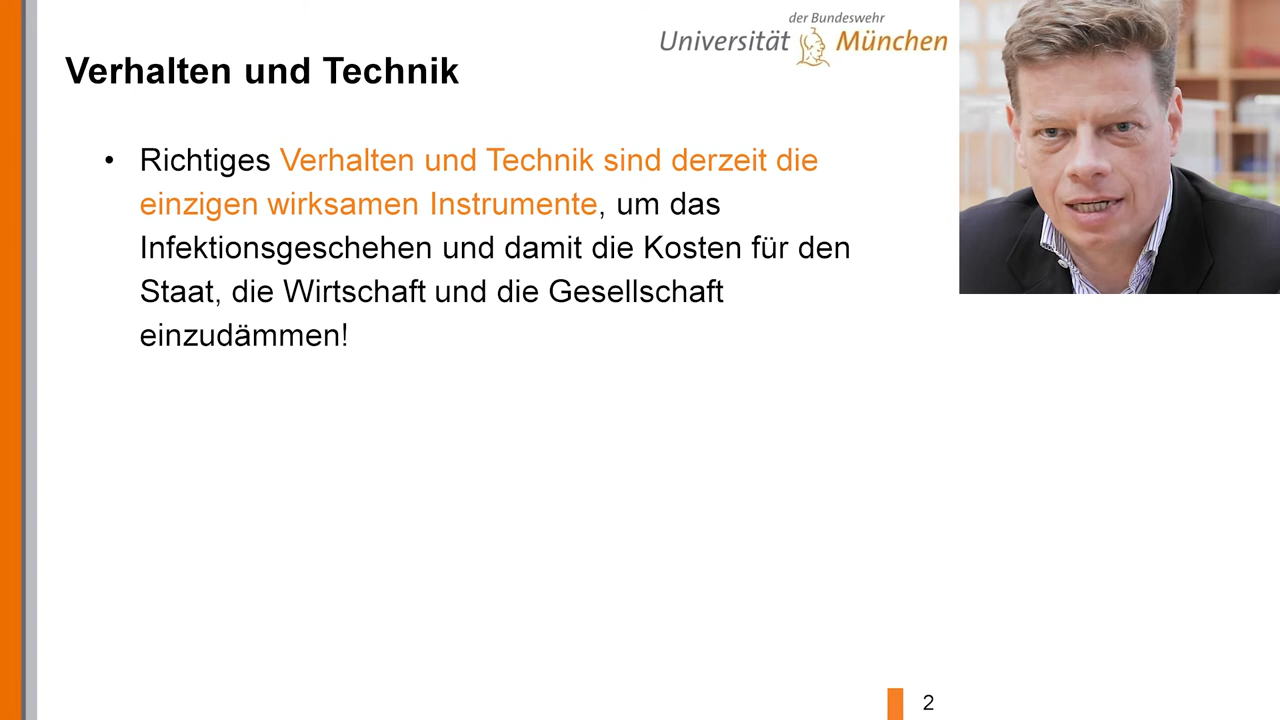 der Bundeswehr
Universität München
Verhalten und Technik
• Richtiges Verhalten und Technik sind derzeit die
einzigen wirksamen Instrumente, um das
Infektionsgeschehen und damit die Kosten für den
Staat, die Wirtschaft und die Gesellschaft
einzudämmen!
2